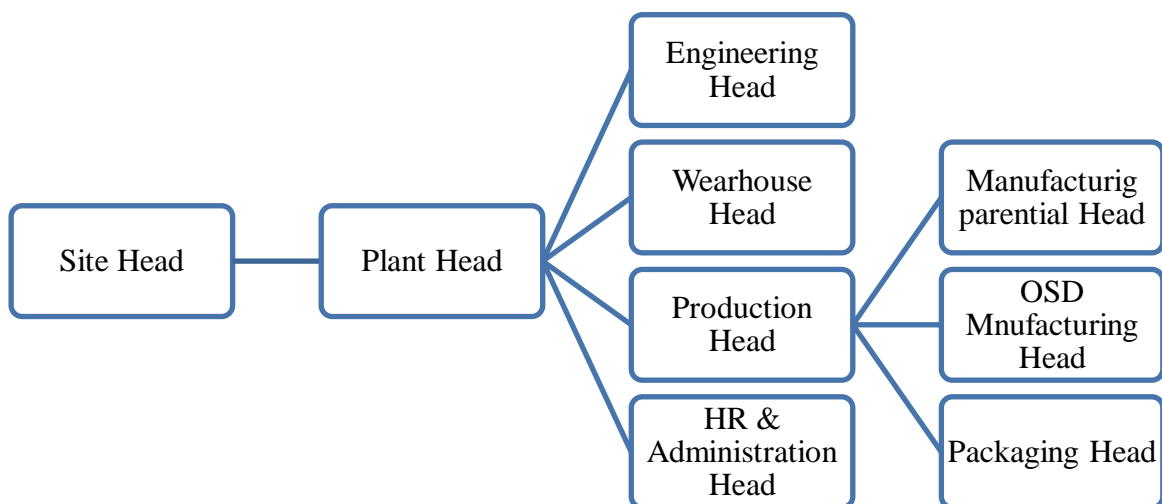 Site Head
Plant Head
Engineering
Head
Wearhouse
Head
Production
Head
HR &
Administration
Head
Manufacturig
parential Head
OSD
Mnufacturing
Head
Packaging Head